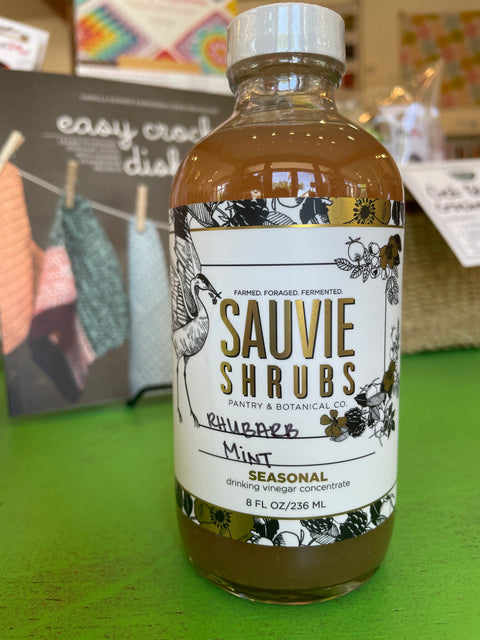 easy croch
dish
FARMED. FORAGED. FERMENTED.
SAUVIE
SHRUBS
PANTRY & BOTANICAL CO.
RHUBARB
MINT
SEASONAL
drinking vinegar concentrate
8 FL OZ/236 ML